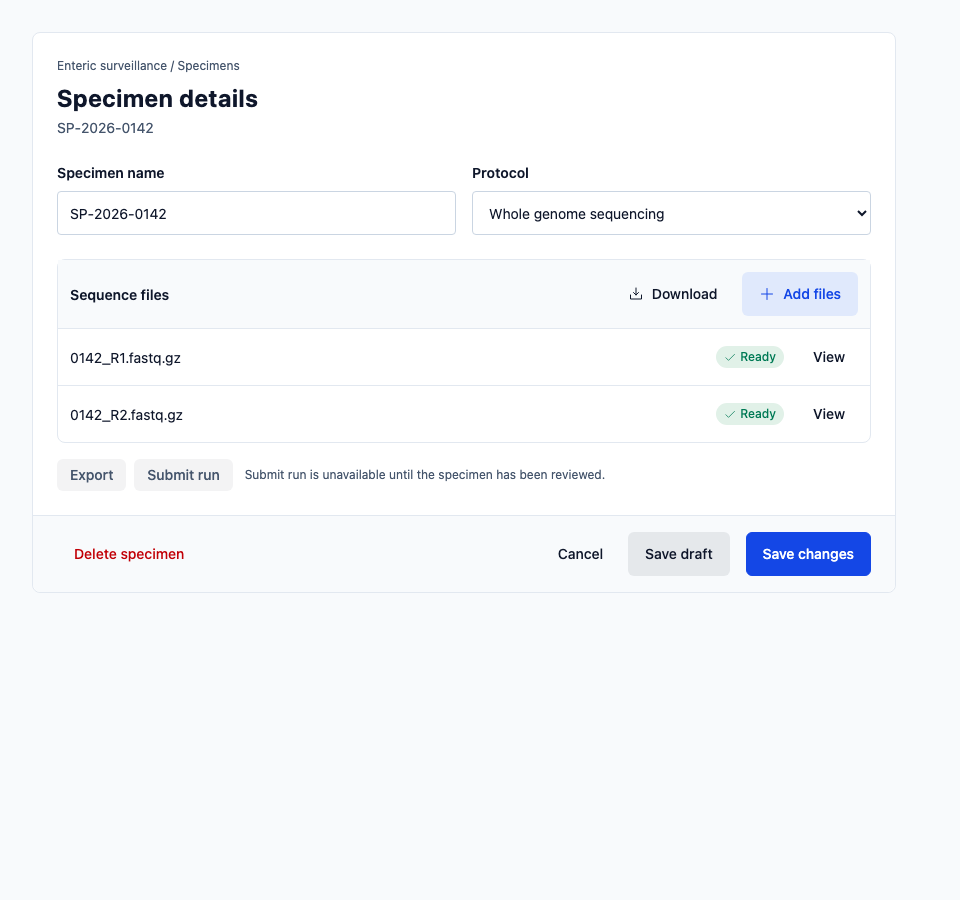 Enteric surveillance / Specimens
Specimen details
SP-2026-0142
Specimen name
Protocol
SP-2026-0142
Whole genome sequencing
Sequence files
Download
Add files
0142_R1.fastq.gz
Ready
View
0142_R2.fastq.gz
Ready
View
Export
Submit run
Submit run is unavailable until the specimen has been reviewed.
Delete specimen
Cancel
Save draft
Save changes